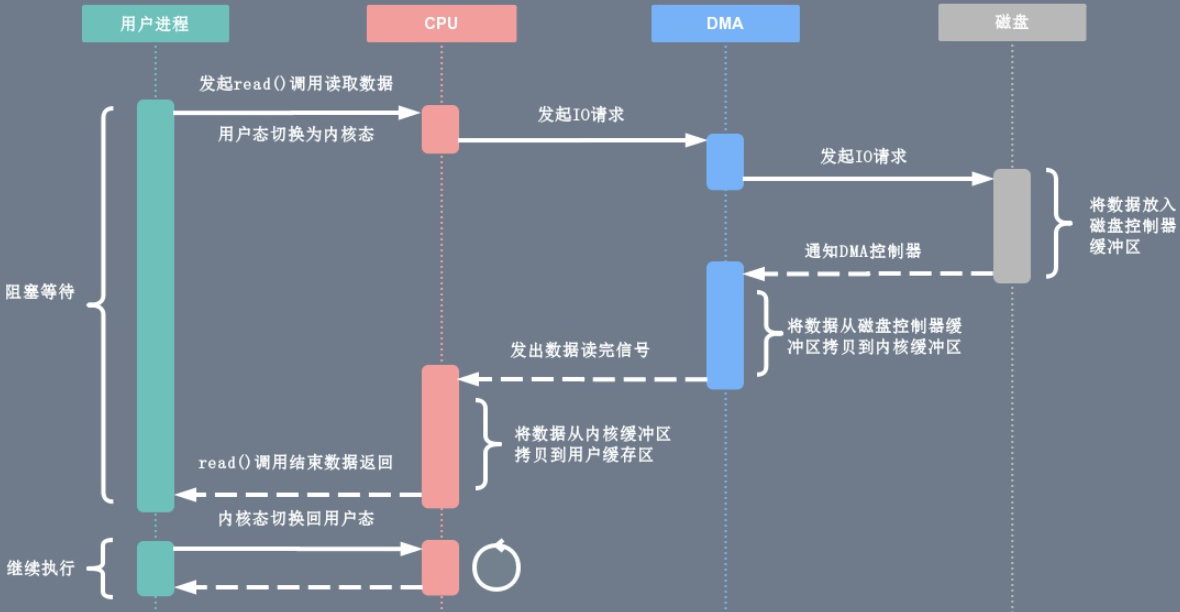 用户进程
CPU
DMA
磁盘
发起read()调用读取数据
用户态切换为内核态
发起IO请求
发起IO请求
将数据放入
磁盘控制器
缓冲区
通知DMA控制器
阻塞等待
将数据从磁盘控制器缓
冲区拷贝到内核缓冲区
发出数据读完信号
将数据从内核缓冲区
拷贝到用户缓存区
read()调用结束数据返回
内核态切换回用户态
继续执行